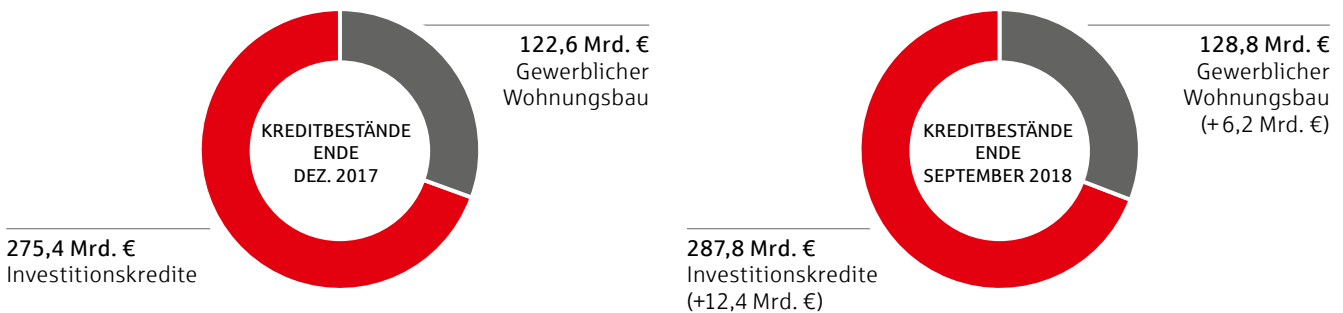 122,6 Mrd. €
Gewerblicher
Wohnungsbau
KREDITBESTÄNDE
ENDE
DEZ. 2017
275,4 Mrd. €
Investitionskredite
128,8 Mrd. €
Gewerblicher
Wohnungsbau
(+ 6,2 Mrd. €)
KREDITBESTÄNDE
ENDE
SEPTEMBER 2018
287,8 Mrd. €
Investitionskredite
(+12,4 Mrd. €)